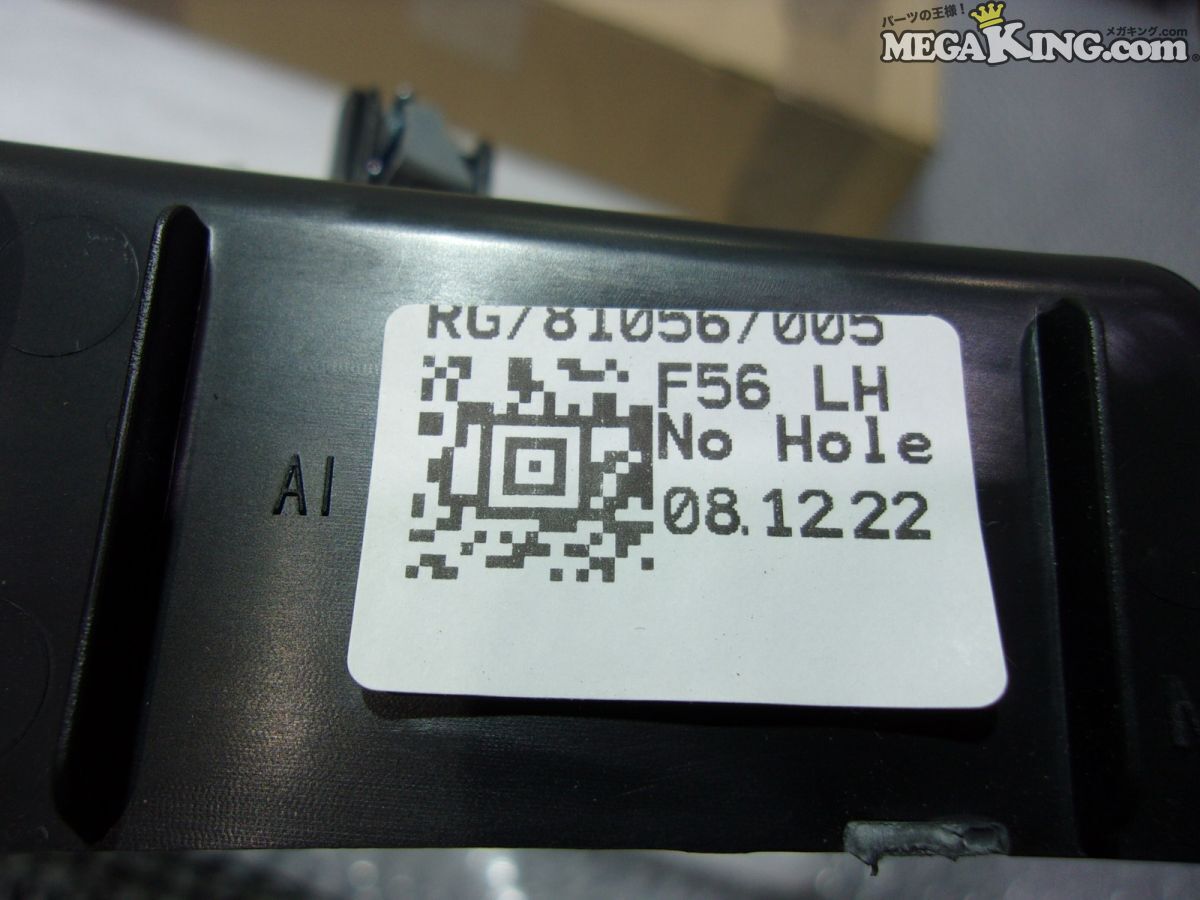 パーツの王様!
メガキング.com
MEGAKING.com
RG/81056/005
F56 LH
No Hole
08.12 22
AI